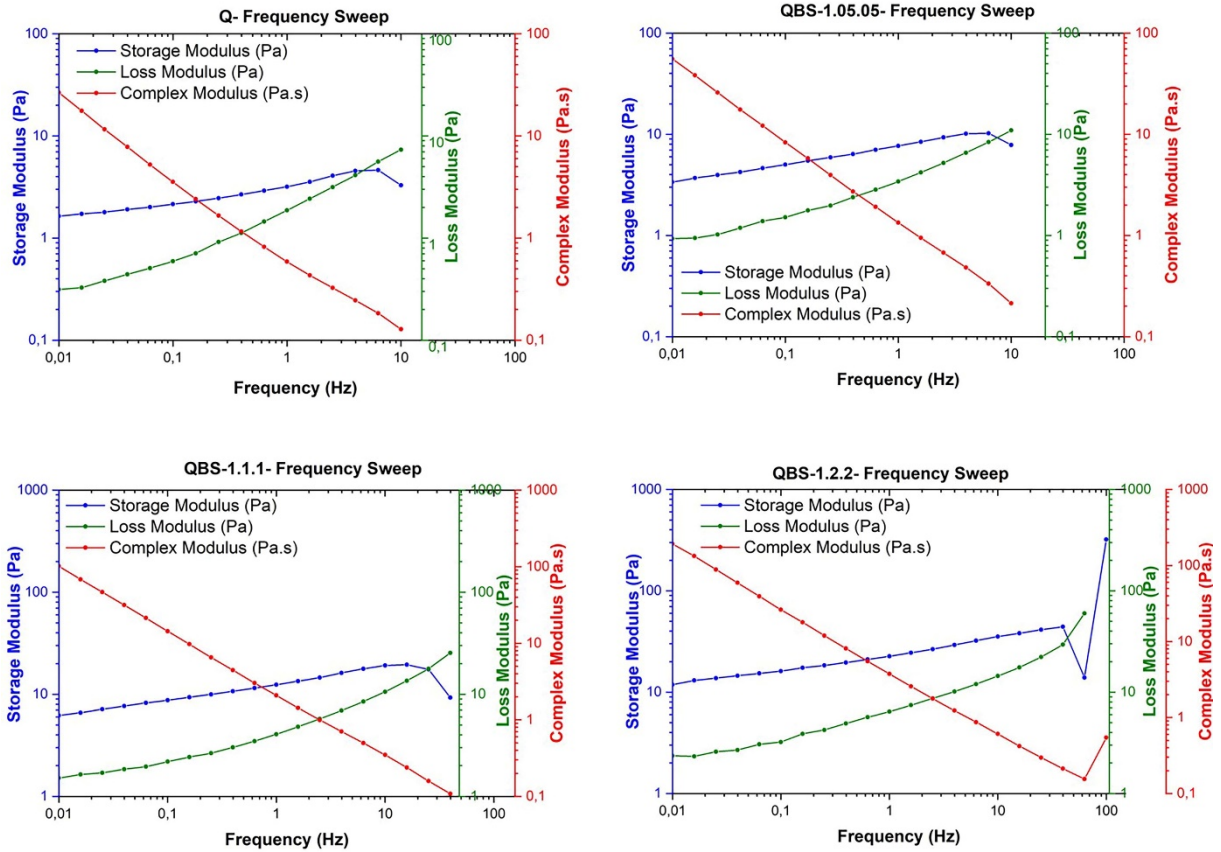 Q- Frequency Sweep
Storage Modulus (Pa)
Loss Modulus (Pa)
Complex Modulus (Pa.s)
Storage Modulus (Pa)
100
10
1
0,1
Loss Modulus (Pa)
100
10
1
0,1
Complex Modulus (Pa.s)
100
10
1
0,1
0,01 0,1 1 10 100
Frequency (Hz)
QBS-1.05.05- Frequency Sweep
Storage Modulus (Pa)
Loss Modulus (Pa)
Complex Modulus (Pa.s)
Storage Modulus (Pa)
100
10
1
0,1
Loss Modulus (Pa)
100
10
1
0,1
Complex Modulus (Pa.s)
100
10
1
0,1
0,01 0,1 1 10 100
Frequency (Hz)
QBS-1.1.1- Frequency Sweep
Storage Modulus (Pa)
Loss Modulus (Pa)
Complex Modulus (Pa.s)
Storage Modulus (Pa)
1000
100
10
1
Loss Modulus (Pa)
1000
100
10
1
Complex Modulus (Pa.s)
1000
100
10
1
0,1
0,01 0,1 1 10 100
Frequency (Hz)
QBS-1.2.2- Frequency Sweep
Storage Modulus (Pa)
Loss Modulus (Pa)
Complex Modulus (Pa.s)
Storage Modulus (Pa)
1000
100
10
1
Loss Modulus (Pa)
1000
100
10
1
Complex Modulus (Pa.s)
1000
100
10
1
0,1
0,01 0,1 1 10 100
Frequency (Hz)